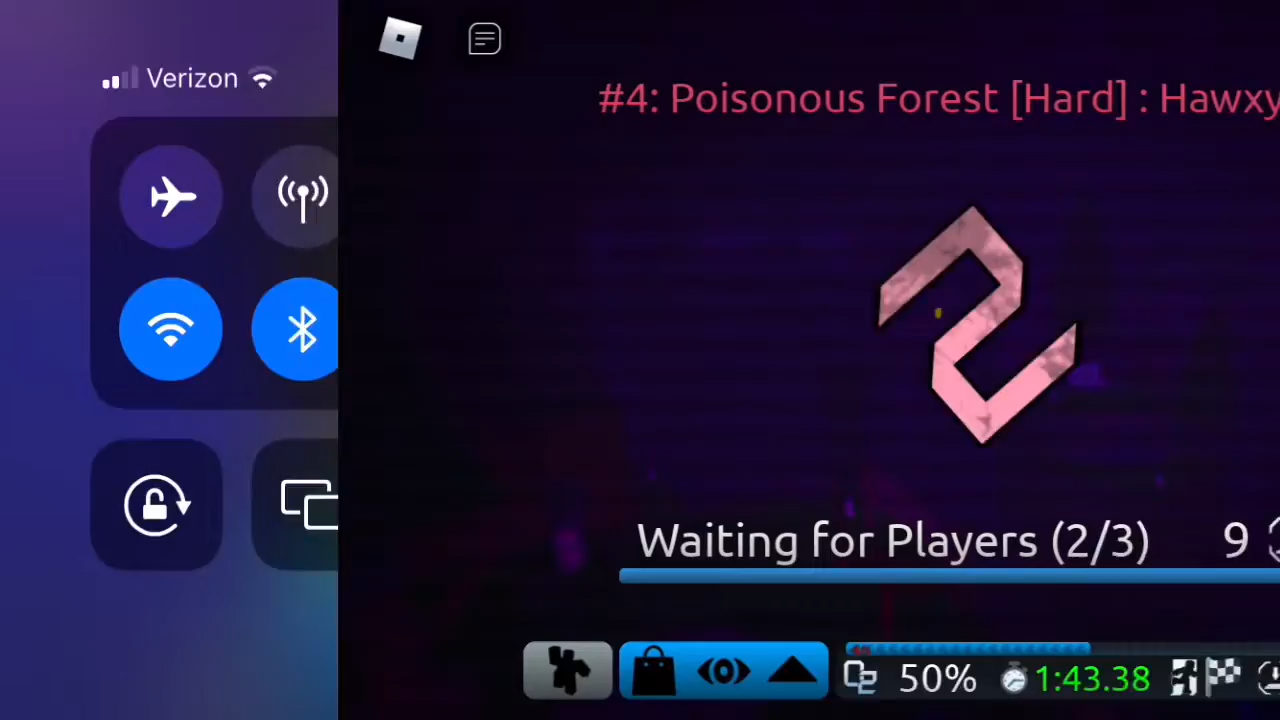 Verizon
#4: Poisonous Forest [Hard] : Hawxy
Waiting for Players (2/3) 9
50% 1:43.38